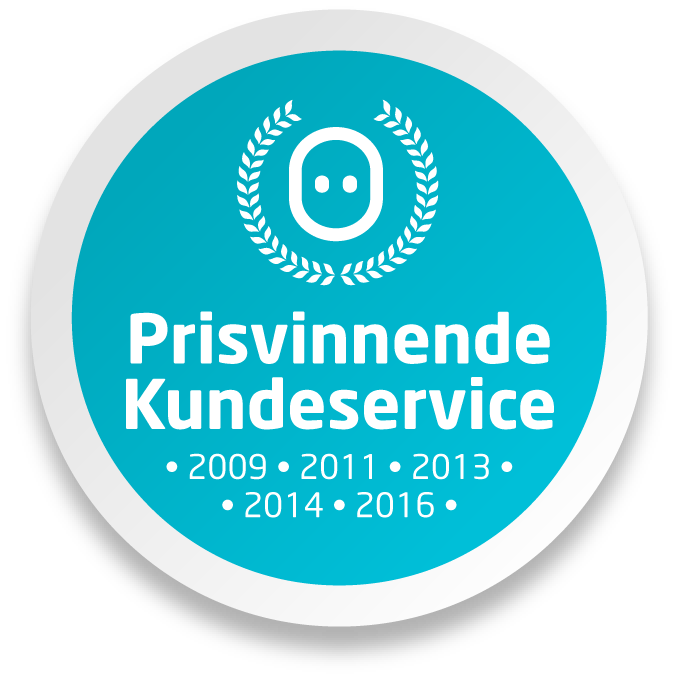 Prisvinnende
Kundeservice
• 2009 • 2011 • 2013 •
• 2014 • 2016 •